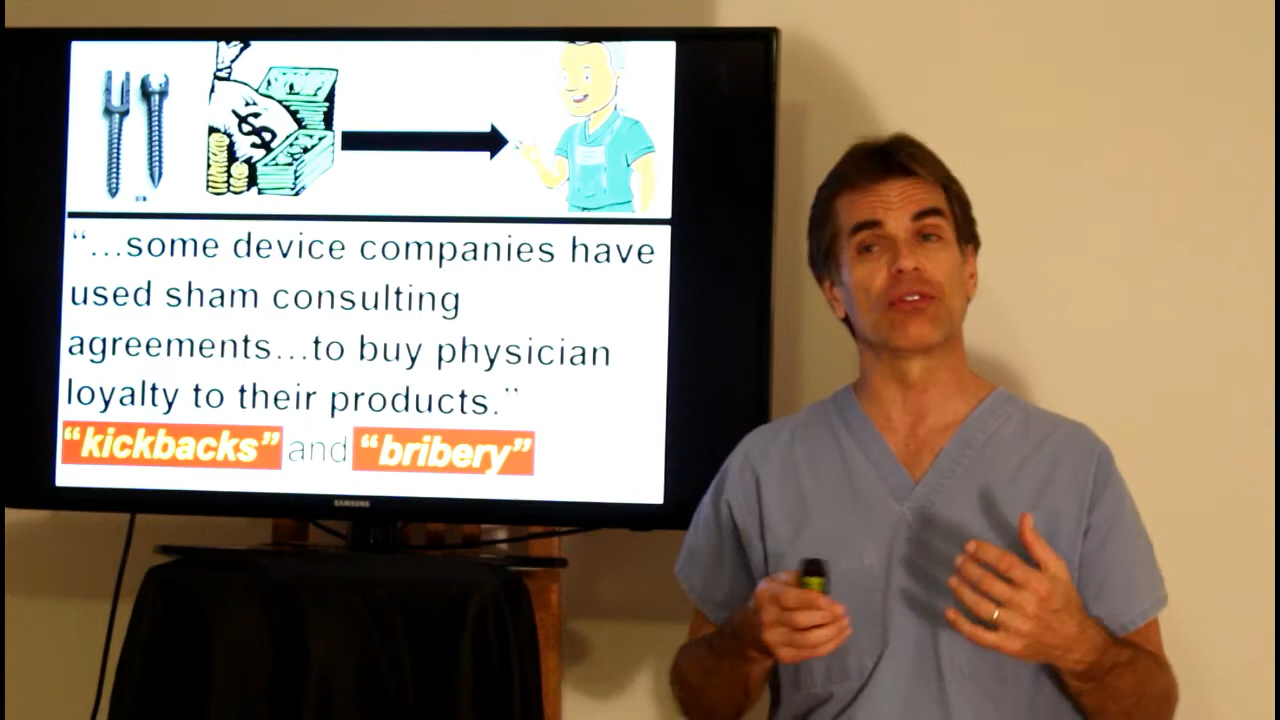 “...some device companies have
used sham consulting
agreements...to buy physician
loyalty to their products.”
“kickbacks” and “bribery”
SAMSUNG